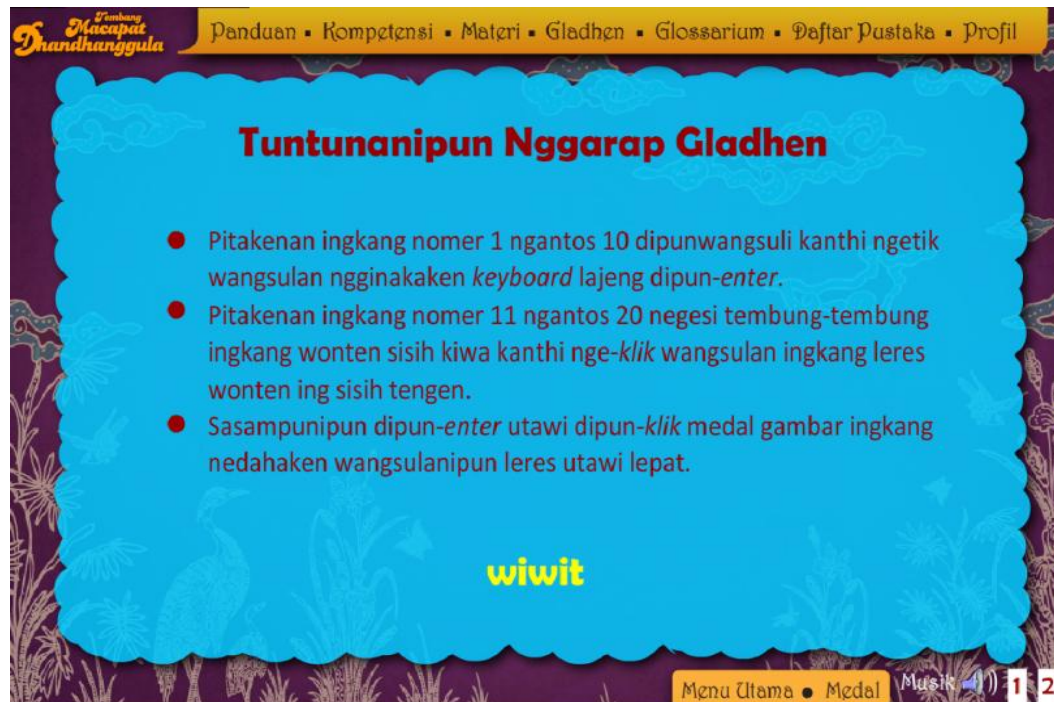 Tembang
Macapat
Dhandhanggula
Panduan ▪ Kompetensi ▪ Materi ▪ Gladhen ▪ Glossarium ▪ Daftar Pustaka ▪ Profil
Tuntunanipun Nggarap Gladhen
● Pitakenan ingkang nomer 1 ngantos 10 dipunwangsuli kanthi ngetik
wangsulan ngginakaken keyboard lajeng dipun-enter.
● Pitakenan ingkang nomer 11 ngantos 20 negesi tembung-tembung
ingkang wonten sisih kiwa kanthi nge-klik wangsulan ingkang leres
wonten ing sisih tengen.
● Sasampunipun dipun-enter utawi dipun-klik medal gambar ingkang
nedahaken wangsulanipun leres utawi lepat.
wiwit
Menu Utama ● Medal Musik 1 2